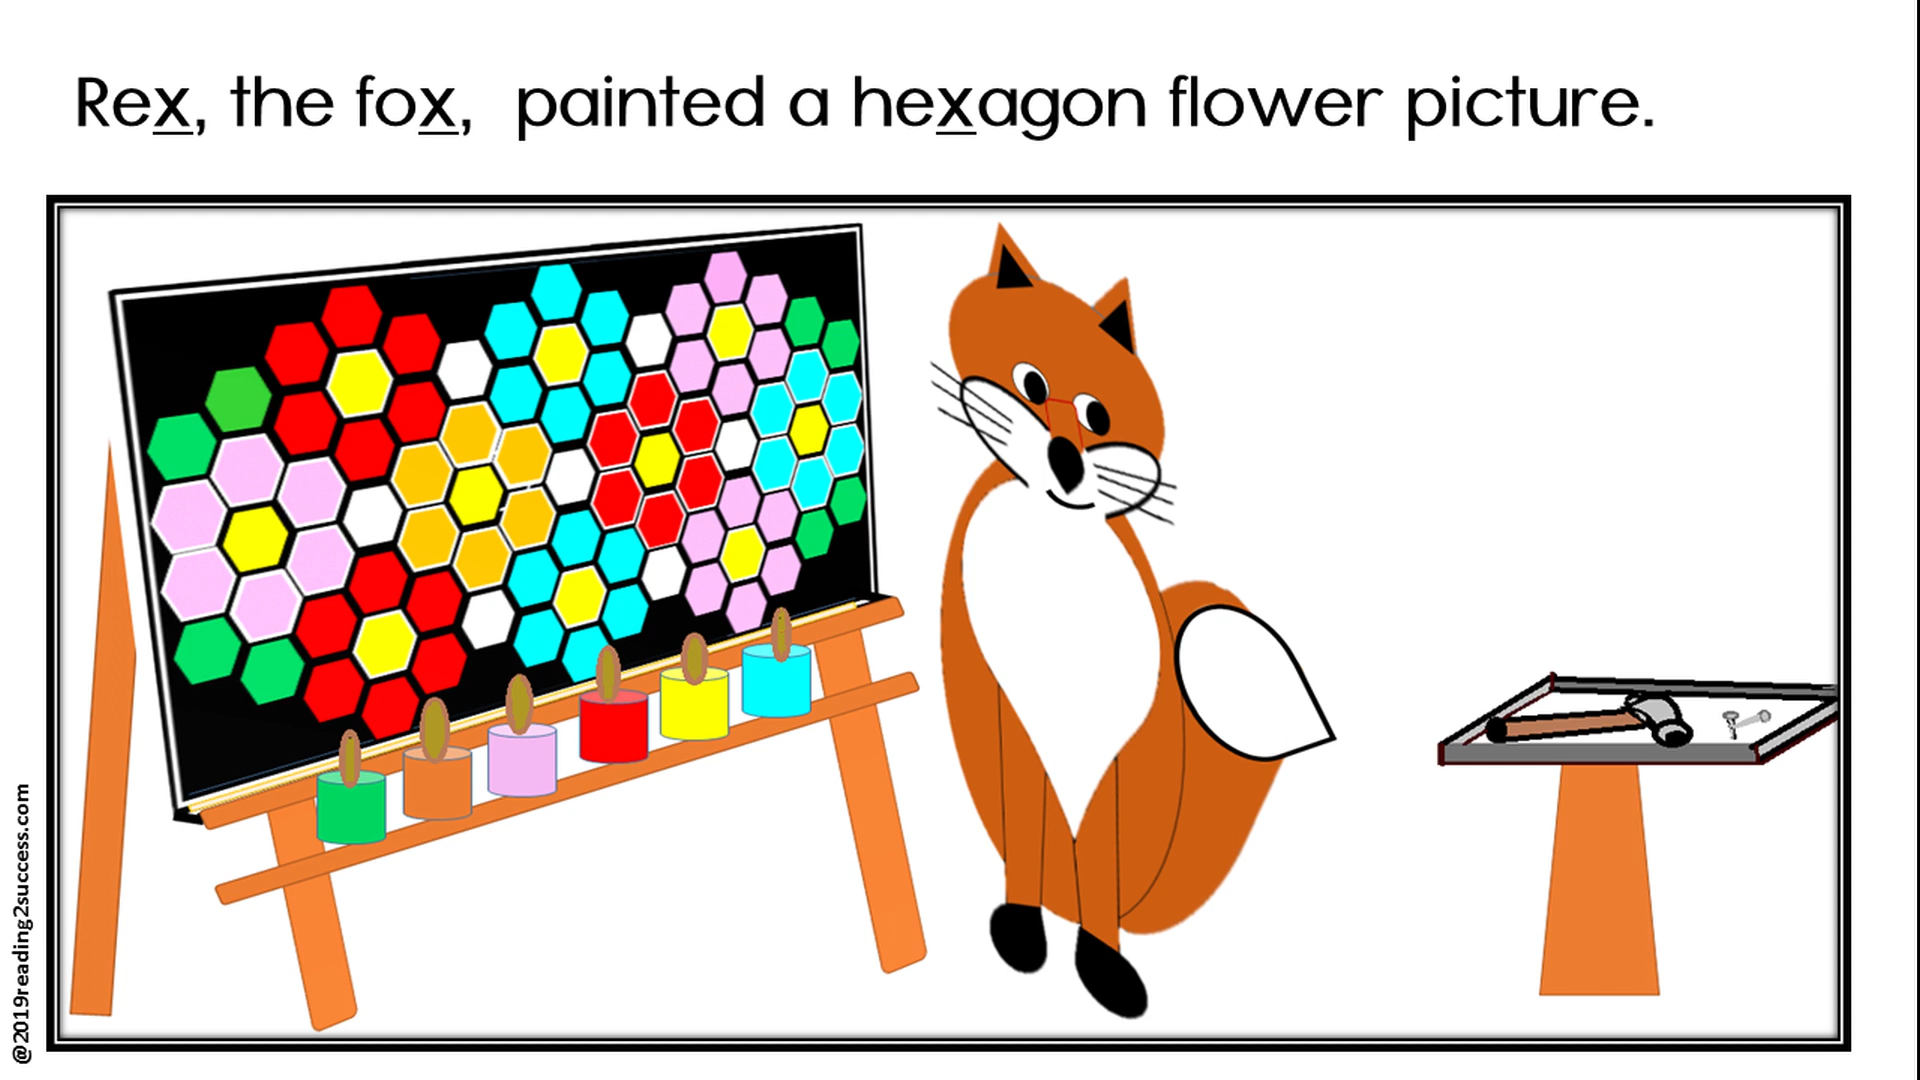 Rex, the fox,  painted a hexagon flower picture.
@2019reading2success.com